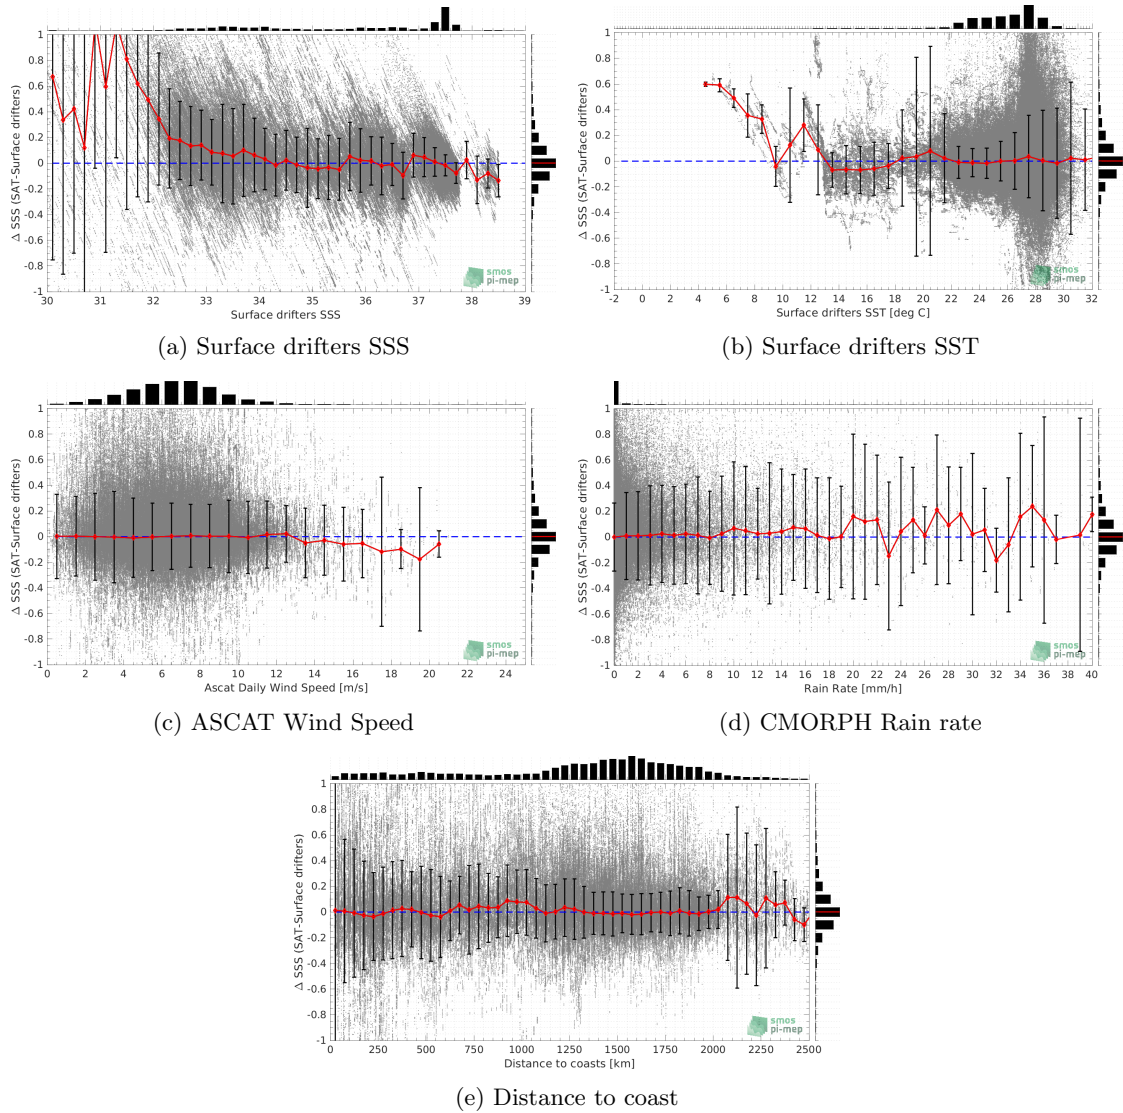 1
0.8
0.6
0.4
0.2
0
-0.2
-0.4
-0.6
-0.8
-1
Δ SSS (SAT-Surface drifters)
30 31 32 33 34 35 36 37 38 39
Surface drifters SSS
smos
pi-mep
(a) Surface drifters SSS
1
0.8
0.6
0.4
0.2
0
-0.2
-0.4
-0.6
-0.8
-1
Δ SSS (SAT-Surface drifters)
-2 0 2 4 6 8 10 12 14 16 18 20 22 24 26 28 30 32
Surface drifters SST [deg C]
smos
pi-mep
(b) Surface drifters SST
1
0.8
0.6
0.4
0.2
0
-0.2
-0.4
-0.6
-0.8
-1
Δ SSS (SAT-Surface drifters)
0 2 4 6 8 10 12 14 16 18 20 22 24
Ascat Daily Wind Speed [m/s]
smos
pi-mep
(c) ASCAT Wind Speed
1
0.8
0.6
0.4
0.2
0
-0.2
-0.4
-0.6
-0.8
-1
Δ SSS (SAT-Surface drifters)
0 2 4 6 8 10 12 14 16 18 20 22 24 26 28 30 32 34 36 38 40
Rain Rate [mm/h]
smos
pi-mep
(d) CMORPH Rain rate
1
0.8
0.6
0.4
0.2
0
-0.2
-0.4
-0.6
-0.8
-1
Δ SSS (SAT-Surface drifters)
0 250 500 750 1000 1250 1500 1750 2000 2250 2500
Distance to coasts [km]
smos
pi-mep
(e) Distance to coast